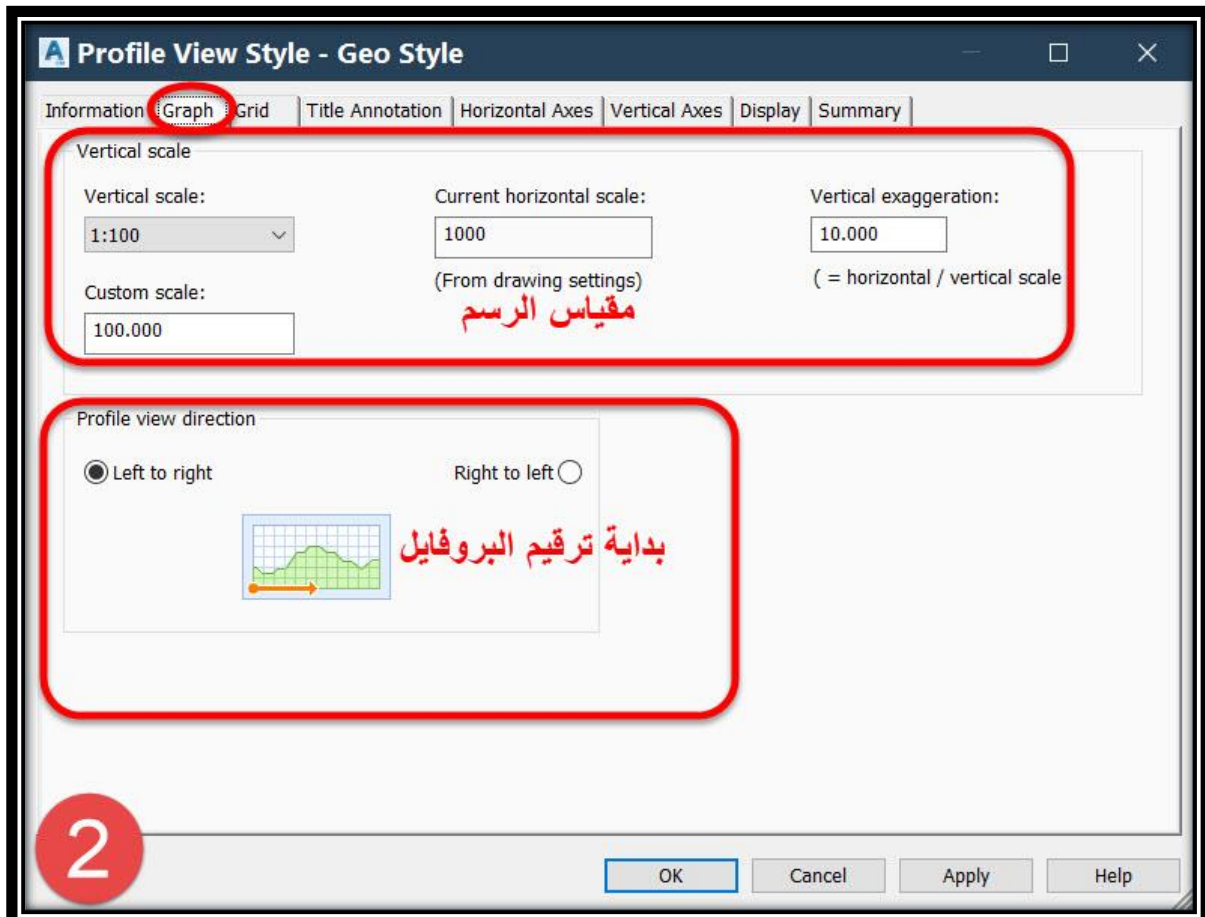 Profile View Style - Geo Style
Information Graph Grid Title Annotation Horizontal Axes Vertical Axes Display Summary
Vertical scale
Vertical scale: Current horizontal scale: Vertical exaggeration:
1:100 1000 10.000
(From drawing settings) ( = horizontal / vertical scale
Custom scale:
مقياس الرسم
100.000
Profile view direction
Left to right Right to left
بداية ترقيم البروفايل
2
OK Cancel Apply Help